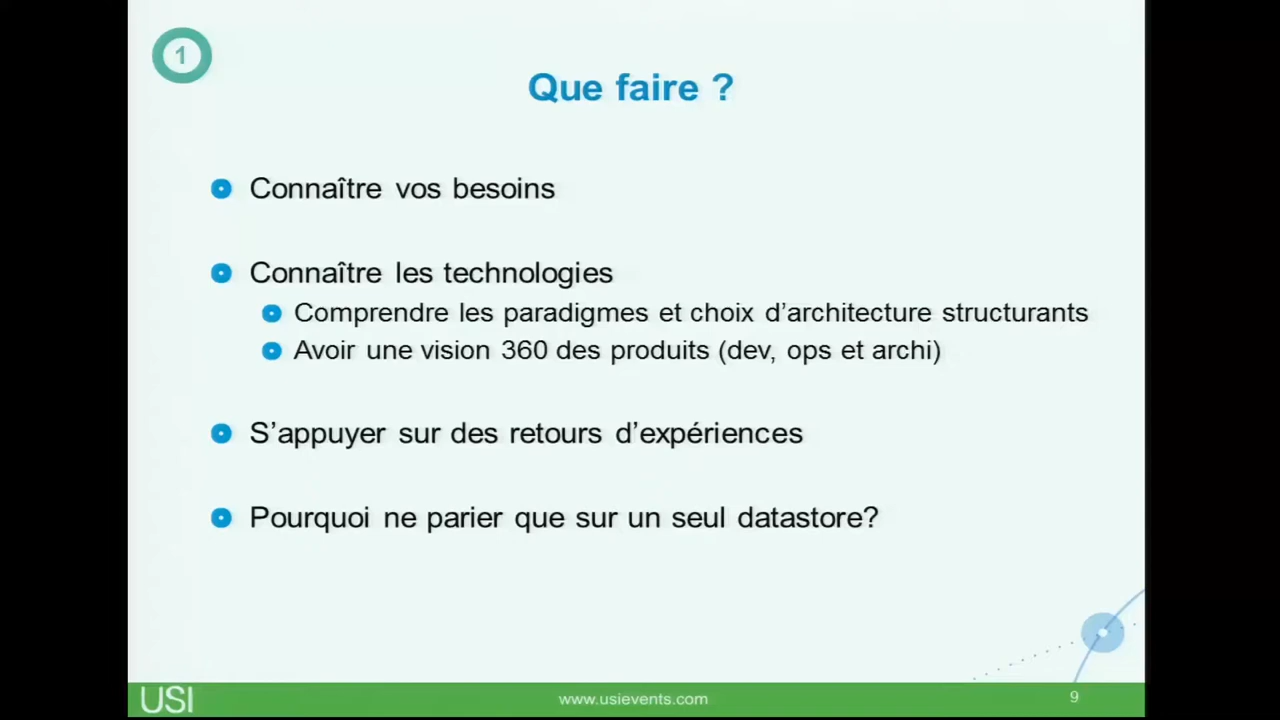 1
Que faire ?
Connaître vos besoins
Connaître les technologies
Comprendre les paradigmes et choix d’architecture structurants
Avoir une vision 360 des produits (dev, ops et archi)
S’appuyer sur des retours d’expériences
Pourquoi ne parier que sur un seul datastore?
USI
www.usievents.com
9